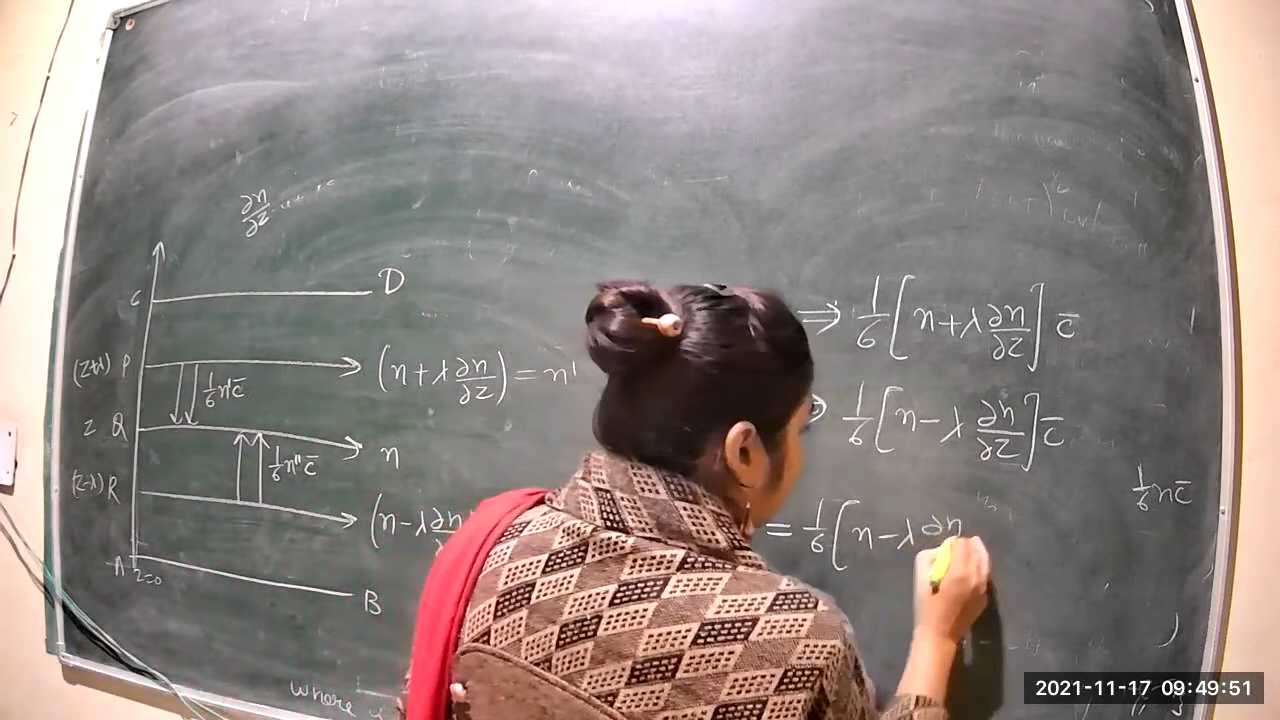 ∂n/∂z
C D
(z+λ) P (n+λ ∂n/∂z) = n'
1/6 n'c̄
z Q n
1/6 n"c̄
(z-λ) R (n-λ ∂n
A z=0 B
where
⇒ 1/6 [n+λ ∂n/∂z] c̄
1/6 [n-λ ∂n/∂z] c̄
1/6 nc̄
= 1/6 [n-λ ∂n
2021-11-17 09:49:51